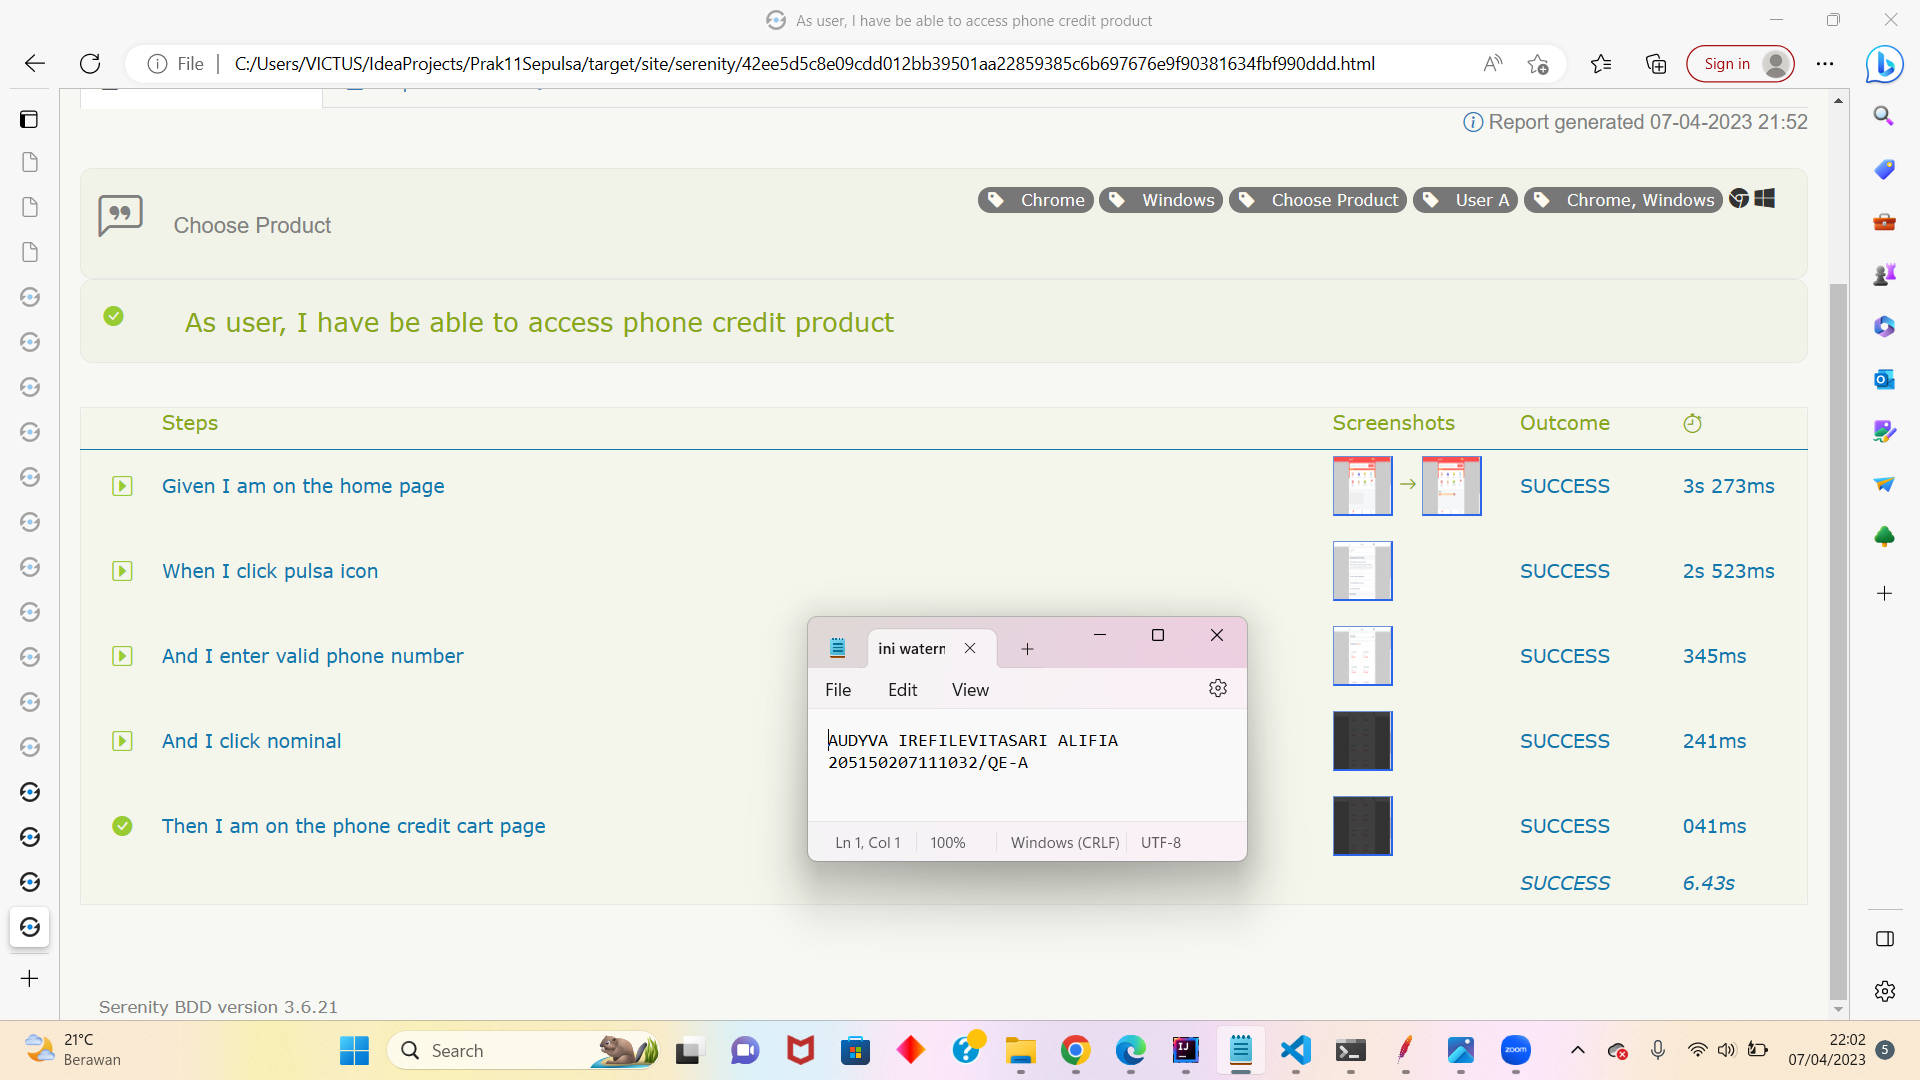 As user, I have be able to access phone credit product
File
C:/Users/VICTUS/IdeaProjects/Prak11Sepulsa/target/site/serenity/42ee5d5c8e09cdd012bb39501aa22859385c6b697676e9f90381634fbf990ddd.html
Sign in
Report generated 07-04-2023 21:52
Choose Product
Chrome
Windows
Choose Product
User A
Chrome, Windows
As user, I have be able to access phone credit product
Steps Screenshots Outcome
Given I am on the home page SUCCESS 3s 273ms
When I click pulsa icon SUCCESS 2s 523ms
And I enter valid phone number SUCCESS 345ms
And I click nominal SUCCESS 241ms
Then I am on the phone credit cart page SUCCESS 041ms
SUCCESS 6.43s
ini waterm
File Edit View
AUDYVA IREFILEVITASARI ALIFIA
205150207111032/QE-A
Ln 1, Col 1 100% Windows (CRLF) UTF-8
Serenity BDD version 3.6.21
21°C
Berawan
Search
zoom
22:02
07/04/2023
5